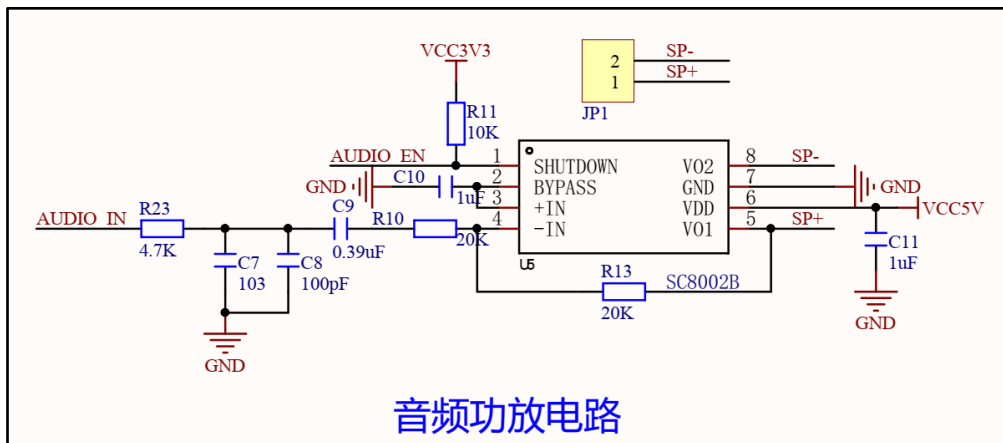 VCC3V3
2 SP-
1 SP+
JP1
R11
10K
AUDIO_EN 1 SHUTDOWN VO2 8 SP-
GND C10 1uF 2 BYPASS GND 7 GND
3 +IN VDD 6 VCC5V
AUDIO_IN R23 4.7K C9 0.39uF R10 20K 4 -IN VO1 5 SP+
C7
103
C8
100pF
U5
R13
20K
SC8002B
C11
1uF
GND
GND
音频功放电路